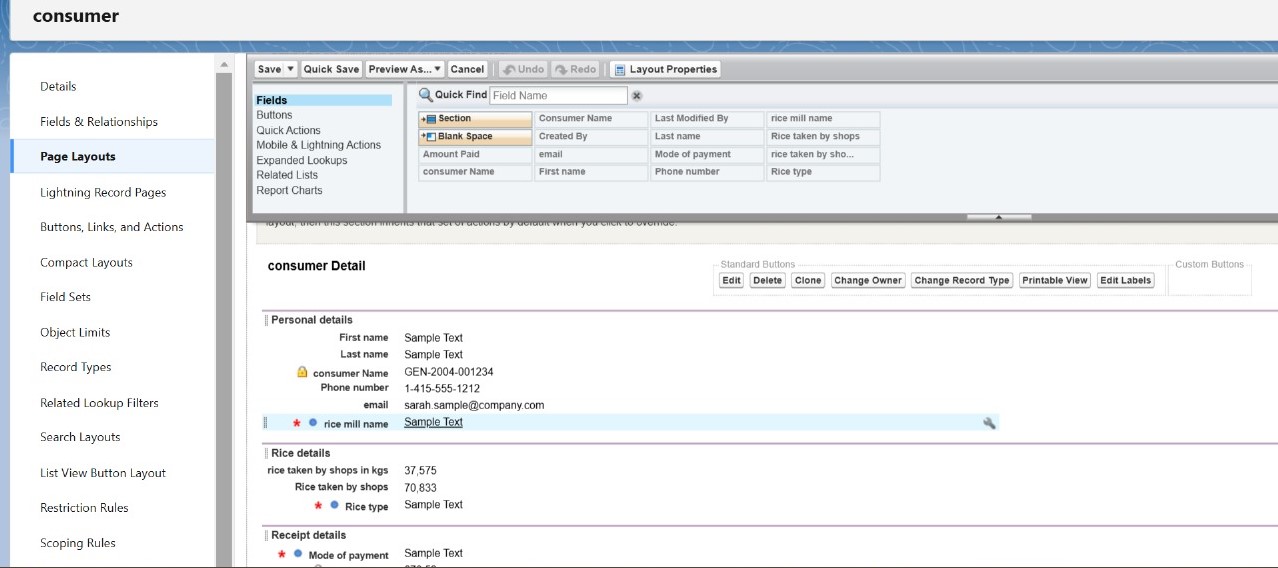 consumer
Details
Fields & Relationships
Page Layouts
Lightning Record Pages
Buttons, Links, and Actions
Compact Layouts
Field Sets
Object Limits
Record Types
Related Lookup Filters
Search Layouts
List View Button Layout
Restriction Rules
Scoping Rules
Save Quick Save Preview As... Cancel Undo Redo Layout Properties
Fields
Buttons
Quick Actions
Mobile & Lightning Actions
Expanded Lookups
Related Lists
Report Charts
Quick Find Field Name
Section Consumer Name Last Modified By rice mill name
Blank Space Created By Last name Rice taken by shops
Amount Paid email Mode of payment rice taken by sho...
consumer Name First name Phone number Rice type
layout, then this section inherits that set of actions by default when you click to override.
consumer Detail
Standard Buttons
Edit Delete Clone Change Owner Change Record Type Printable View Edit Labels
Custom Buttons
Personal details
First name Sample Text
Last name Sample Text
consumer Name GEN-2004-001234
Phone number 1-415-555-1212
email sarah.sample@company.com
* rice mill name Sample Text
Rice details
rice taken by shops in kgs 37,575
Rice taken by shops 70,833
* Rice type Sample Text
Receipt details
* Mode of payment Sample Text